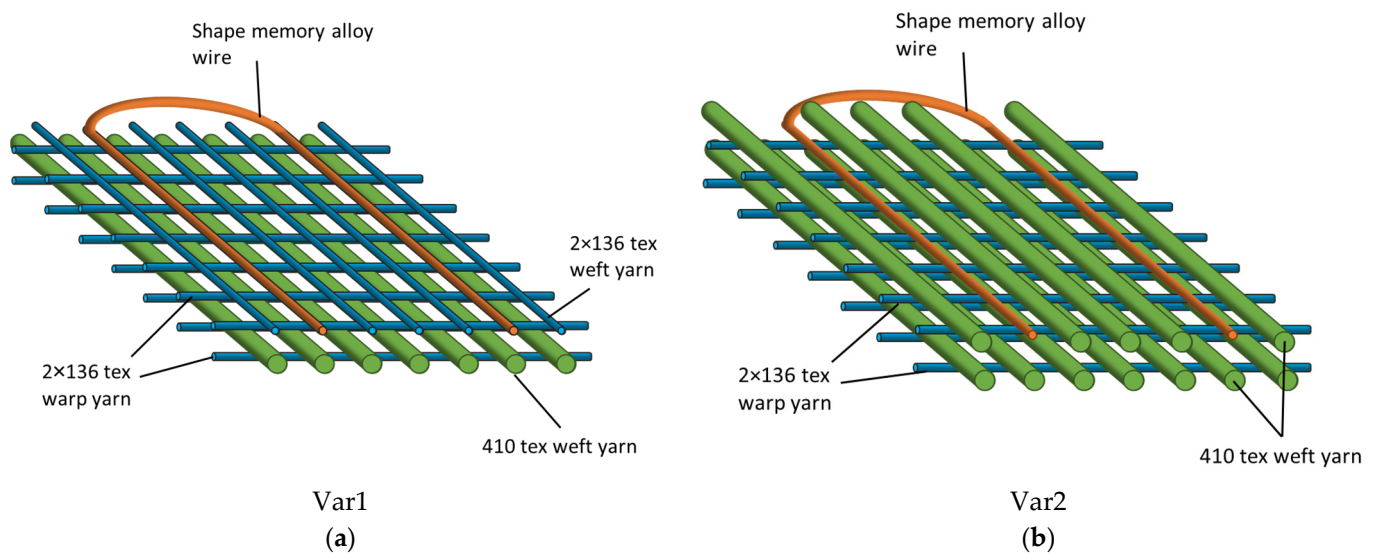 Shape memory alloy
wire
2×136 tex
weft yarn
2×136 tex
warp yarn
410 tex weft yarn
Var1
(a)
Shape memory alloy
wire
2×136 tex
warp yarn
410 tex weft yarn
Var2
(b)